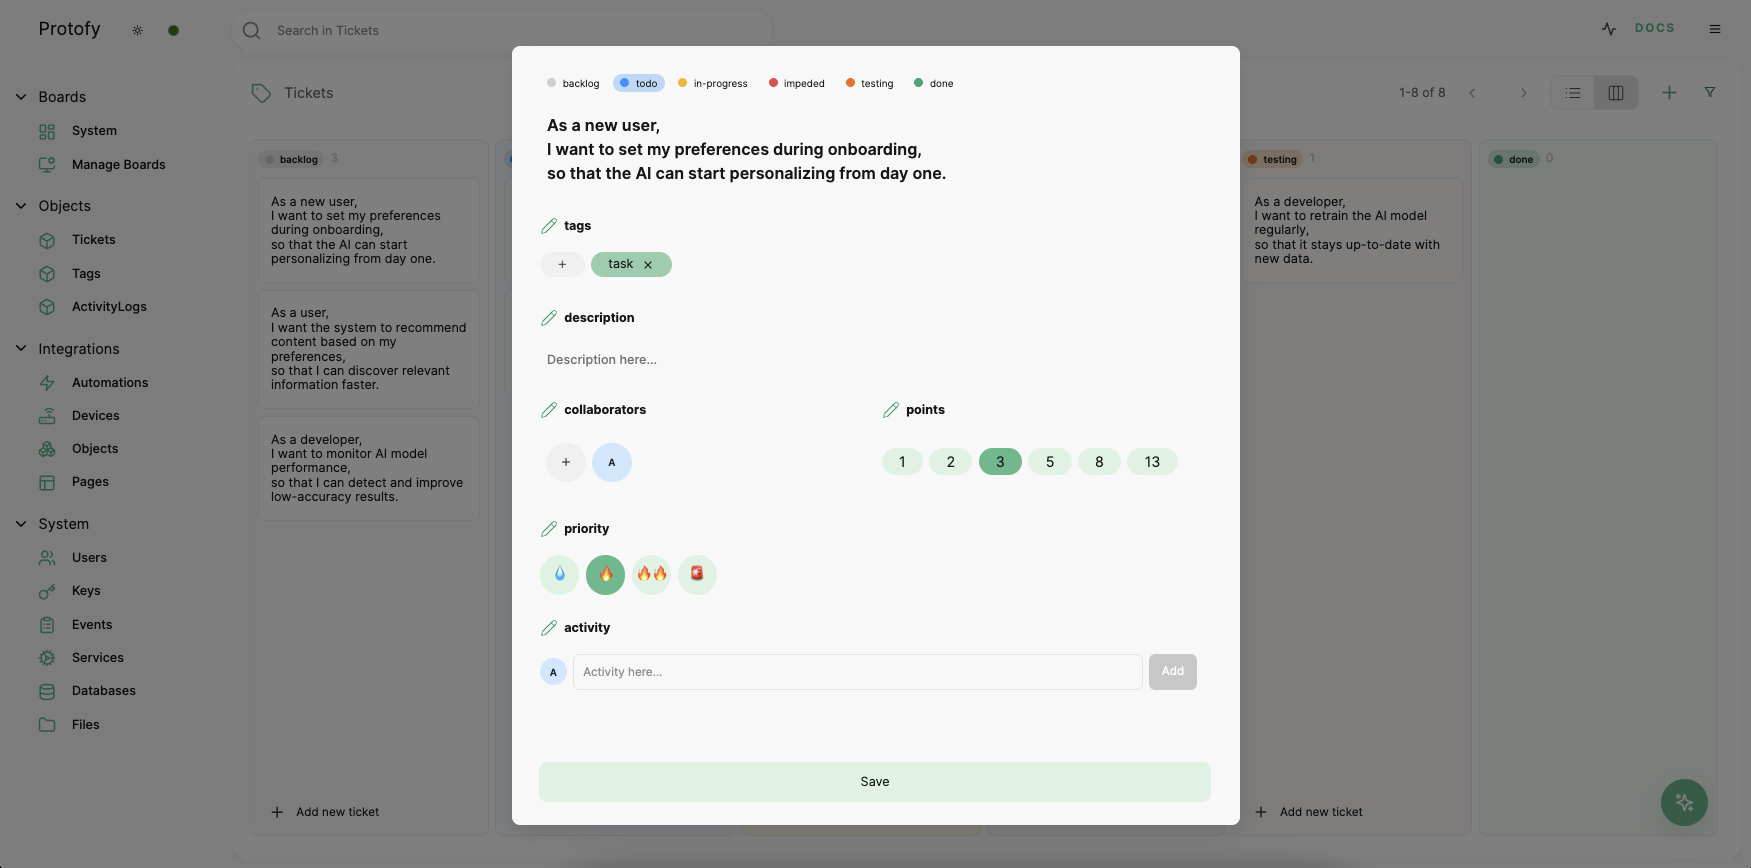 Protofy
Search in Tickets
DOCS
Boards
System
Manage Boards
Objects
Tickets
Tags
ActivityLogs
Integrations
Automations
Devices
Objects
Pages
System
Users
Keys
Events
Services
Databases
Files
Tickets
1-8 of 8
backlog 3
As a new user,
I want to set my preferences
during onboarding,
so that the AI can start
personalizing from day one.
As a user,
I want the system to recommend
content based on my
preferences,
so that I can discover relevant
information faster.
As a developer,
I want to monitor AI model
performance,
so that I can detect and improve
low-accuracy results.
Add new ticket
backlog
todo
in-progress
impeded
testing
done
As a new user,
I want to set my preferences during onboarding,
so that the AI can start personalizing from day one.
tags
+
task ×
description
Description here...
collaborators
+
A
points
1 2 3 5 8 13
priority
activity
A
Activity here...
Add
Save
testing 1
As a developer,
I want to retrain the AI model
regularly,
so that it stays up-to-date with
new data.
Add new ticket
done 0